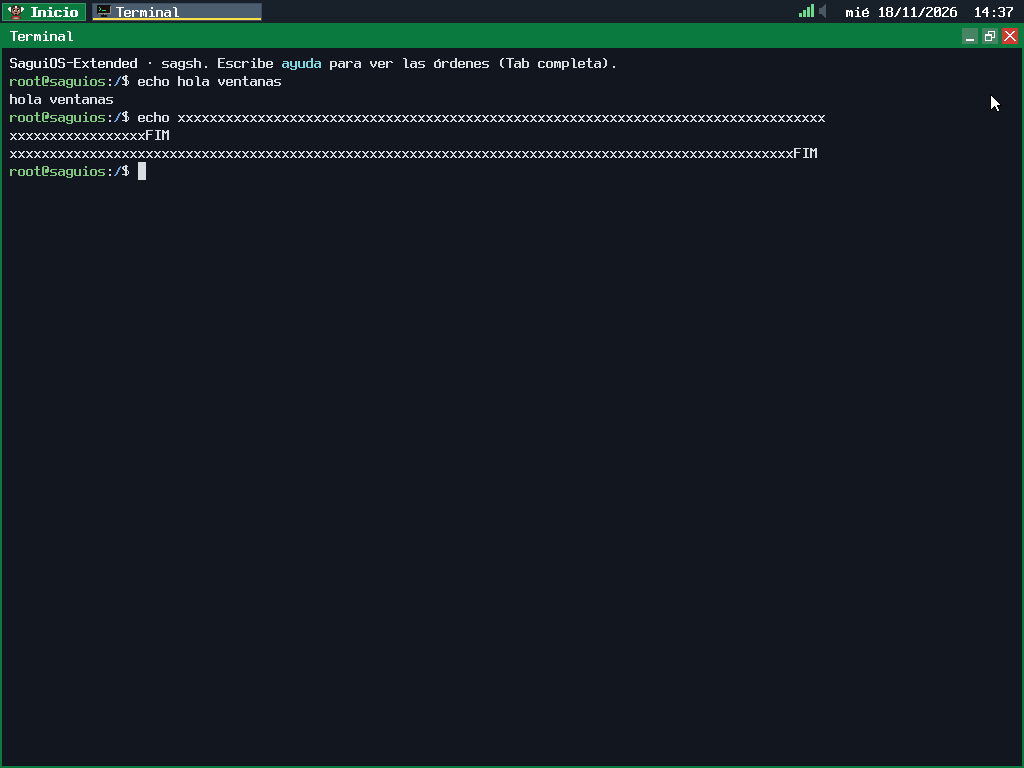 Inicio
Terminal
mié 18/11/2026 14:37
Terminal
SaguiOS-Extended · sagsh. Escribe ayuda para ver las órdenes (Tab completa).
root@saguios:/$ echo hola ventanas
hola ventanas
root@saguios:/$ echo xxxxxxxxxxxxxxxxxxxxxxxxxxxxxxxxxxxxxxxxxxxxxxxxxxxxxxxxxxxxxxxxxxxxxxxxxxxxxxxxx
xxxxxxxxxxxxxxxxxFIM
xxxxxxxxxxxxxxxxxxxxxxxxxxxxxxxxxxxxxxxxxxxxxxxxxxxxxxxxxxxxxxxxxxxxxxxxxxxxxxxxxxxxxxxxxxxxxxxxxxFIM
root@saguios:/$